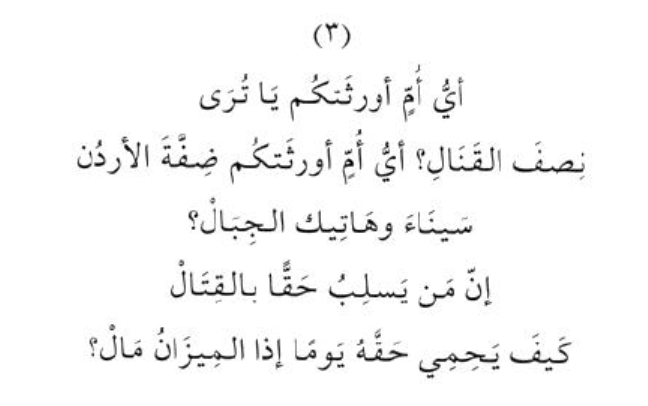 (٣)
أيُّ أُمٍّ أورثَتكُم يَا تُرَى
نِصفَ القَنَالِ؟ أيُّ أُمِّ أورثَتكُم ضِفَّةَ الأردُن
سَينَاءَ وهَاتِيك الجِبَالْ؟
إنّ مَن يَسلِبُ حَقًّا بالقِتَالْ
كَيفَ يَحِمِي حَقَّهُ يَومًا إذا المِيزَانُ مَالْ؟